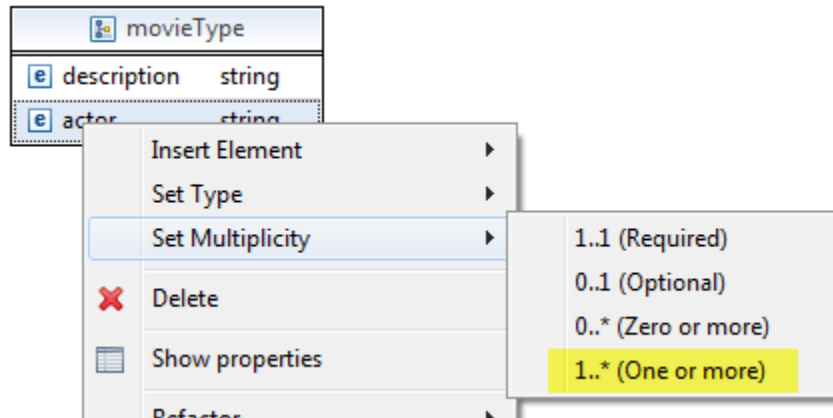 movieType
e description string
e actor string
Insert Element
Set Type
Set Multiplicity
1..1 (Required)
0..1 (Optional)
0..* (Zero or more)
1..* (One or more)
Delete
Show properties
Refactor